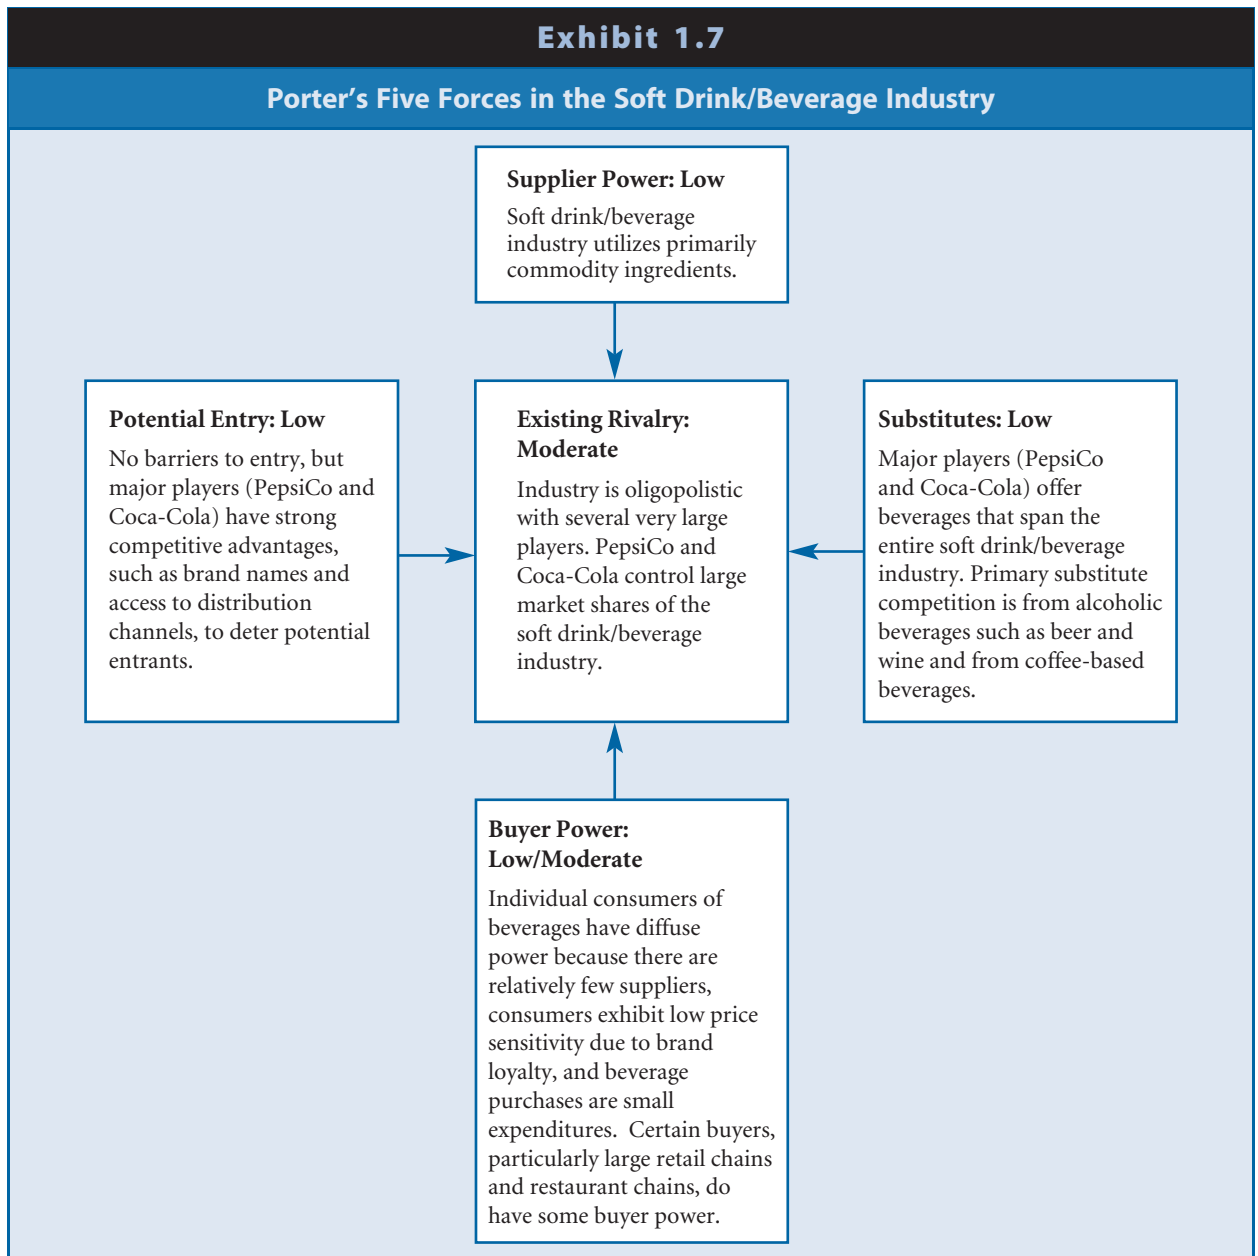 Exhibit 1.7
Porter’s Five Forces in the Soft Drink/Beverage Industry
Supplier Power: Low
Soft drink/beverage
industry utilizes primarily
commodity ingredients.
Potential Entry: Low
No barriers to entry, but
major players (PepsiCo and
Coca-Cola) have strong
competitive advantages,
such as brand names and
access to distribution
channels, to deter potential
entrants.
Existing Rivalry:
Moderate
Industry is oligopolistic
with several very large
players. PepsiCo and
Coca-Cola control large
market shares of the
soft drink/beverage
industry.
Substitutes: Low
Major players (PepsiCo
and Coca-Cola) offer
beverages that span the
entire soft drink/beverage
industry. Primary substitute
competition is from alcoholic
beverages such as beer and
wine and from coffee-based
beverages.
Buyer Power:
Low/Moderate
Individual consumers of
beverages have diffuse
power because there are
relatively few suppliers,
consumers exhibit low price
sensitivity due to brand
loyalty, and beverage
purchases are small
expenditures.  Certain buyers,
particularly large retail chains
and restaurant chains, do
have some buyer power.